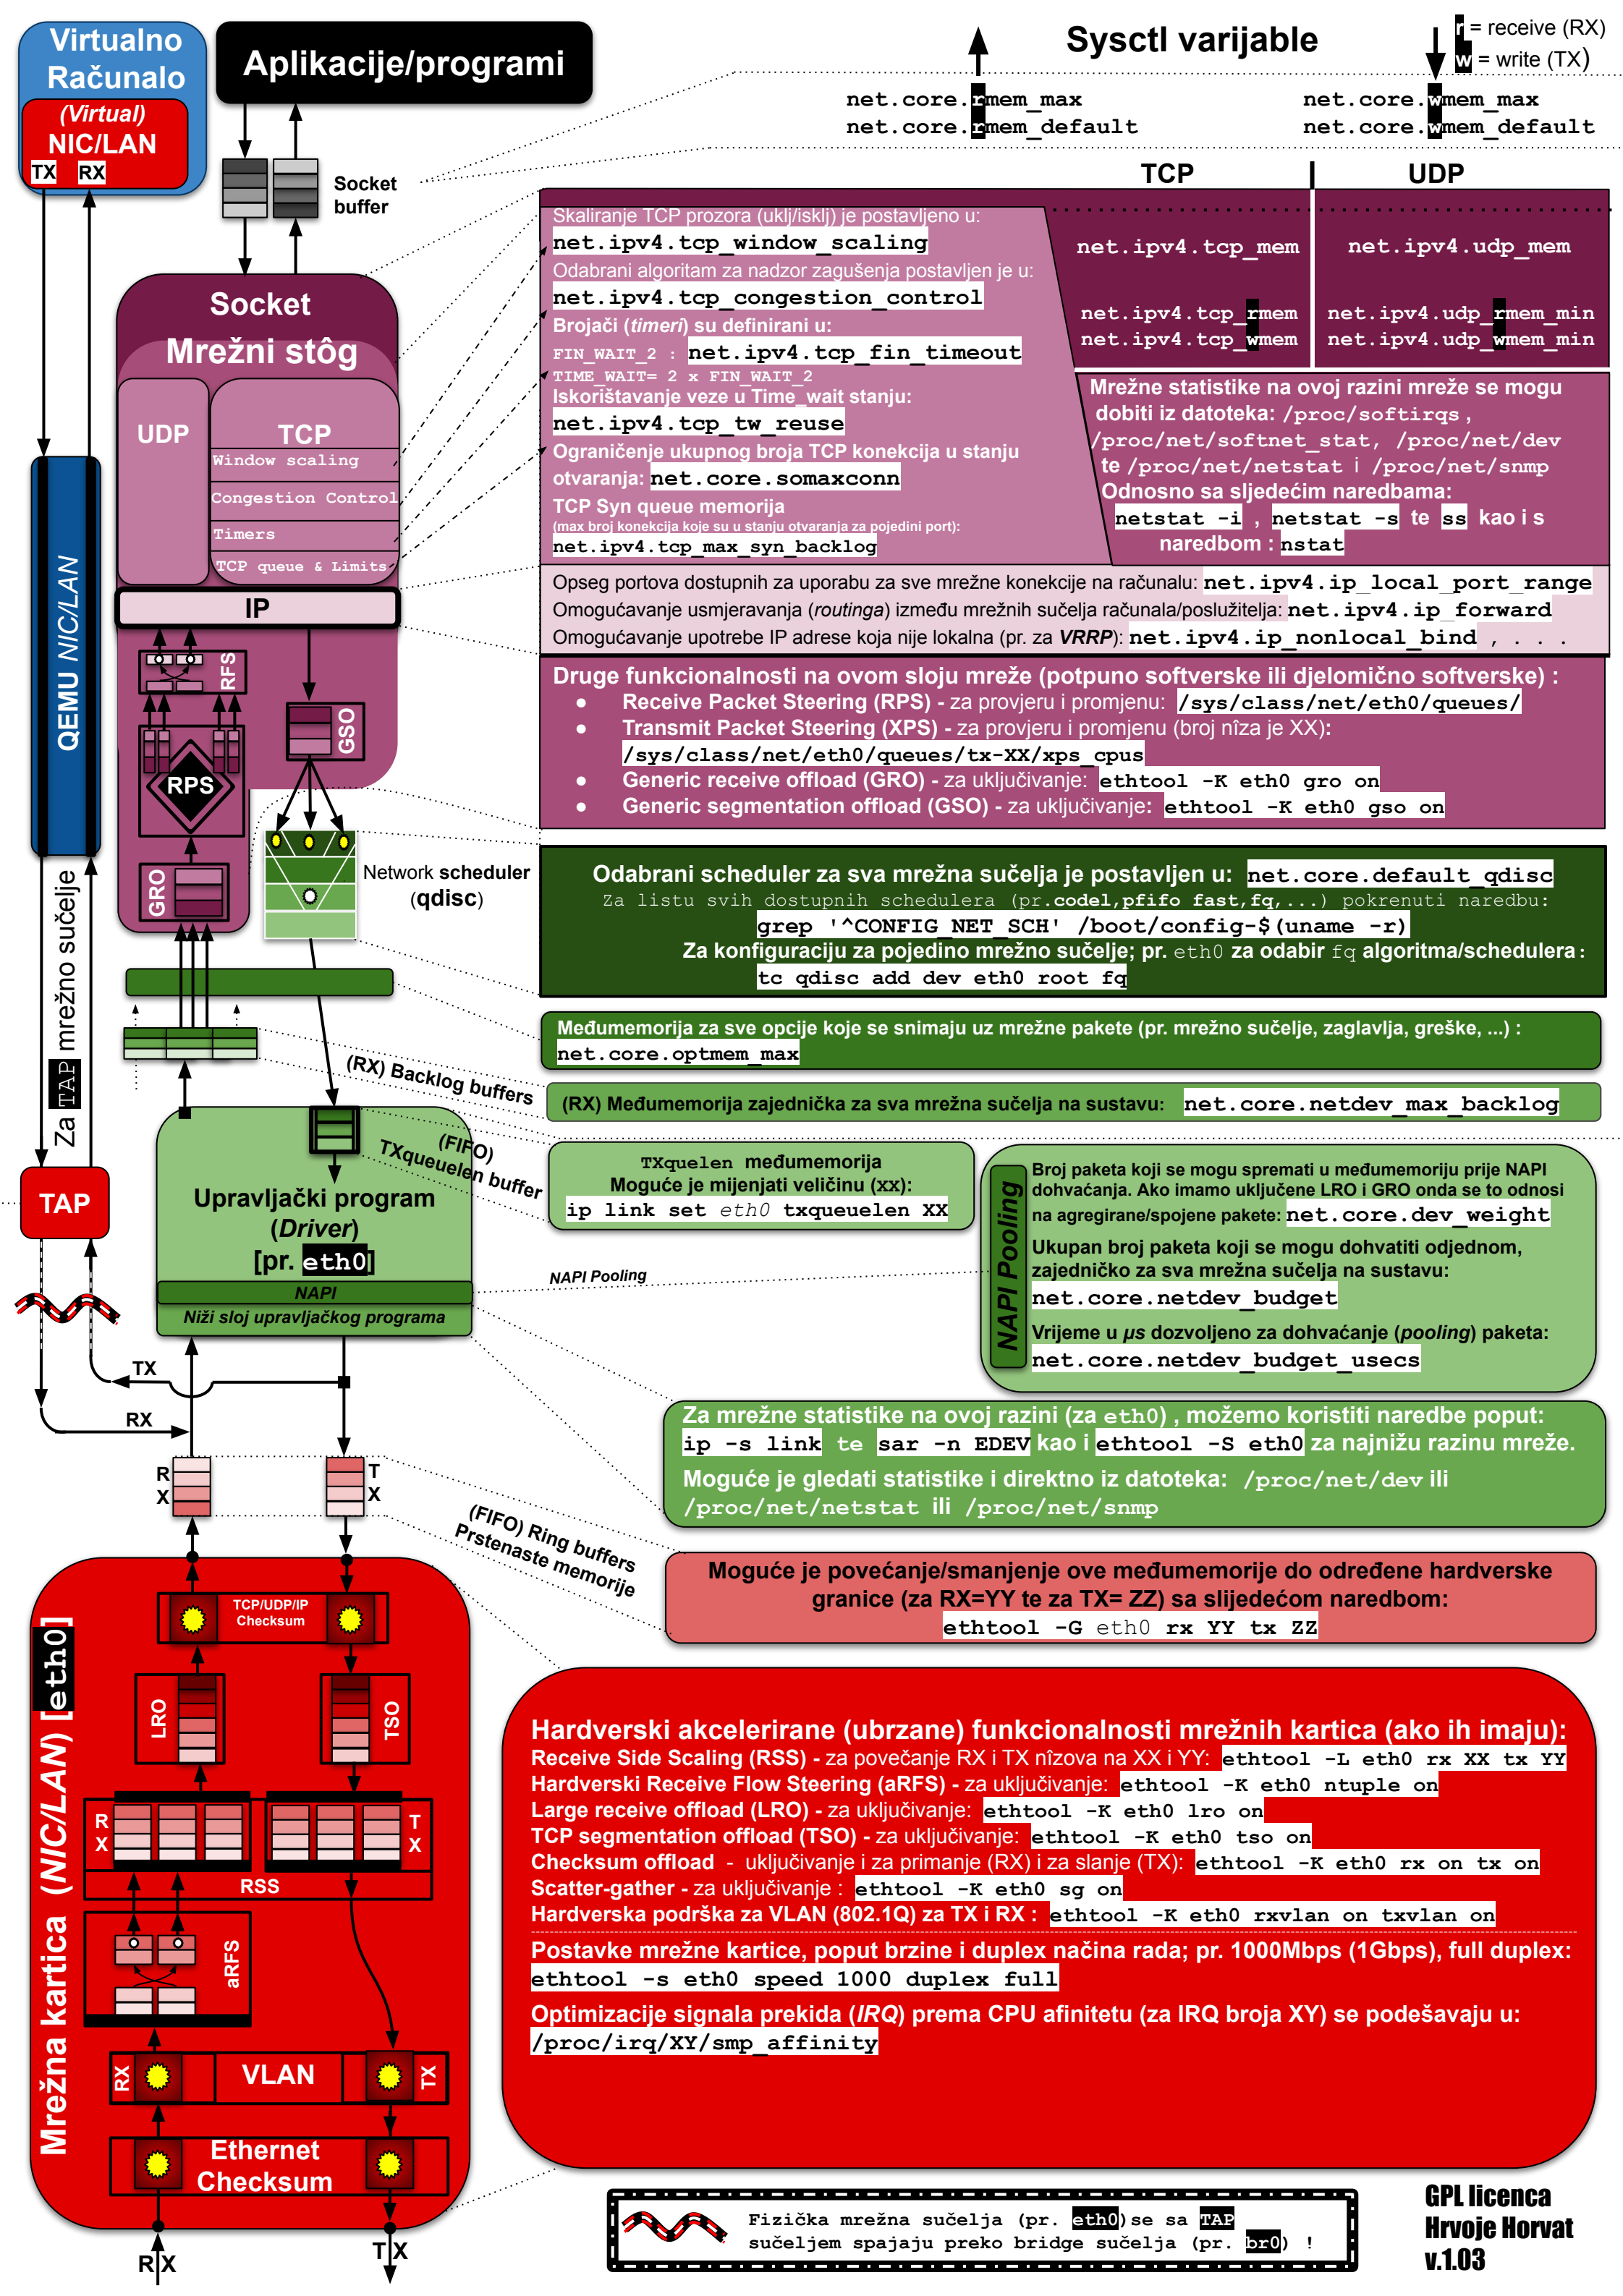 Virtualno
Računalo
(Virtual)
NIC/LAN
TX RX
Aplikacije/programi
Socket
buffer
Sysctl varijable
r = receive (RX)
w = write (TX)
net.core.rmem_max
net.core.rmem_default
net.core.wmem_max
net.core.wmem_default
TCP | UDP
Skaliranje TCP prozora (uklj/isklj) je postavljeno u:
net.ipv4.tcp_window_scaling
Odabrani algoritam za nadzor zagušenja postavljen je u:
net.ipv4.tcp_congestion_control
Brojači (timeri) su definirani u:
FIN_WAIT_2 : net.ipv4.tcp_fin_timeout
TIME_WAIT= 2 x FIN_WAIT_2
Iskorištavanje veze u Time_wait stanju:
net.ipv4.tcp_tw_reuse
Ograničenje ukupnog broja TCP konekcija u stanju
otvaranja: net.core.somaxconn
TCP Syn queue memorija
(max broj konekcija koje su u stanju otvaranja za pojedini port):
net.ipv4.tcp_max_syn_backlog
net.ipv4.tcp_mem
net.ipv4.tcp_rmem
net.ipv4.tcp_wmem
net.ipv4.udp_mem
net.ipv4.udp_rmem_min
net.ipv4.udp_wmem_min
Mrežne statistike na ovoj razini mreže se mogu
dobiti iz datoteka: /proc/softirqs ,
/proc/net/softnet_stat, /proc/net/dev
te /proc/net/netstat i /proc/net/snmp
Odnosno sa sljedećim naredbama:
netstat -i , netstat -s te ss kao i s
naredbom : nstat
Socket
Mrežni stôg
UDP
TCP
Window scaling
Congestion Control
Timers
TCP queue & Limits
IP
RFS
RPS
GSO
GRO
Opseg portova dostupnih za uporabu za sve mrežne konekcije na računalu: net.ipv4.ip_local_port_range
Omogućavanje usmjeravanja (routinga) između mrežnih sučelja računala/poslužitelja: net.ipv4.ip_forward
Omogućavanje upotrebe IP adrese koja nije lokalna (pr. za VRRP): net.ipv4.ip_nonlocal_bind , . . .
Druge funkcionalnosti na ovom sloju mreže (potpuno softverske ili djelomično softverske) :
● Receive Packet Steering (RPS) - za provjeru i promjenu: /sys/class/net/eth0/queues/
● Transmit Packet Steering (XPS) - za provjeru i promjenu (broj nîza je XX):
/sys/class/net/eth0/queues/tx-XX/xps_cpus
● Generic receive offload (GRO) - za uključivanje: ethtool -K eth0 gro on
● Generic segmentation offload (GSO) - za uključivanje: ethtool -K eth0 gso on
QEMU NIC/LAN
Za TAP mrežno sučelje
Network scheduler
(qdisc)
Odabrani scheduler za sva mrežna sučelja je postavljen u: net.core.default_qdisc
Za listu svih dostupnih schedulera (pr.codel,pfifo_fast,fq,...) pokrenuti naredbu:
grep '^CONFIG_NET_SCH' /boot/config-$(uname -r)
Za konfiguraciju za pojedino mrežno sučelje; pr. eth0 za odabir fq algoritma/schedulera:
tc qdisc add dev eth0 root fq
Međumemorija za sve opcije koje se snimaju uz mrežne pakete (pr. mrežno sučelje, zaglavlja, greške, ...) :
net.core.optmem_max
(RX) Backlog buffers
(RX) Međumemorija zajednička za sva mrežna sučelja na sustavu: net.core.netdev_max_backlog
(FIFO)
TXqueuelen buffer
TXquelen međumemorija
Moguće je mijenjati veličinu (xx):
ip link set eth0 txqueuelen XX
TAP
Upravljački program
(Driver)
[pr. eth0]
NAPI
Niži sloj upravljačkog programa
NAPI Pooling
NAPI Pooling
Broj paketa koji se mogu spremati u međumemoriju prije NAPI
dohvaćanja. Ako imamo uključene LRO i GRO onda se to odnosi
na agregirane/spojene pakete: net.core.dev_weight
Ukupan broj paketa koji se mogu dohvatiti odjednom,
zajedničko za sva mrežna sučelja na sustavu:
net.core.netdev_budget
Vrijeme u µs dozvoljeno za dohvaćanje (pooling) paketa:
net.core.netdev_budget_usecs
TX
RX
Za mrežne statistike na ovoj razini (za eth0) , možemo koristiti naredbe poput:
ip -s link te sar -n EDEV kao i ethtool -S eth0 za najnižu razinu mreže.
Moguće je gledati statistike i direktno iz datoteka: /proc/net/dev ili
/proc/net/netstat ili /proc/net/snmp
RX
TX
(FIFO) Ring buffers
Prstenaste memorije
Moguće je povećanje/smanjenje ove međumemorije do određene hardverske
granice (za RX=YY te za TX= ZZ) sa slijedećom naredbom:
ethtool -G eth0 rx YY tx ZZ
Mrežna kartica (NIC/LAN) [eth0]
TCP/UDP/IP
Checksum
LRO
TSO
RX
TX
RSS
aRFS
RX
VLAN
TX
Ethernet
Checksum
RX
TX
Hardverski akcelerirane (ubrzane) funkcionalnosti mrežnih kartica (ako ih imaju):
Receive Side Scaling (RSS) - za povečanje RX i TX nîzova na XX i YY: ethtool -L eth0 rx XX tx YY
Hardverski Receive Flow Steering (aRFS) - za uključivanje: ethtool -K eth0 ntuple on
Large receive offload (LRO) - za uključivanje: ethtool -K eth0 lro on
TCP segmentation offload (TSO) - za uključivanje: ethtool -K eth0 tso on
Checksum offload - uključivanje i za primanje (RX) i za slanje (TX): ethtool -K eth0 rx on tx on
Scatter-gather - za uključivanje : ethtool -K eth0 sg on
Hardverska podrška za VLAN (802.1Q) za TX i RX : ethtool -K eth0 rxvlan on txvlan on
Postavke mrežne kartice, poput brzine i duplex načina rada; pr. 1000Mbps (1Gbps), full duplex:
ethtool -s eth0 speed 1000 duplex full
Optimizacije signala prekida (IRQ) prema CPU afinitetu (za IRQ broja XY) se podešavaju u:
/proc/irq/XY/smp_affinity
Fizička mrežna sučelja (pr. eth0)se sa TAP
sučeljem spajaju preko bridge sučelja (pr. br0) !
GPL licenca
Hrvoje Horvat
v.1.03